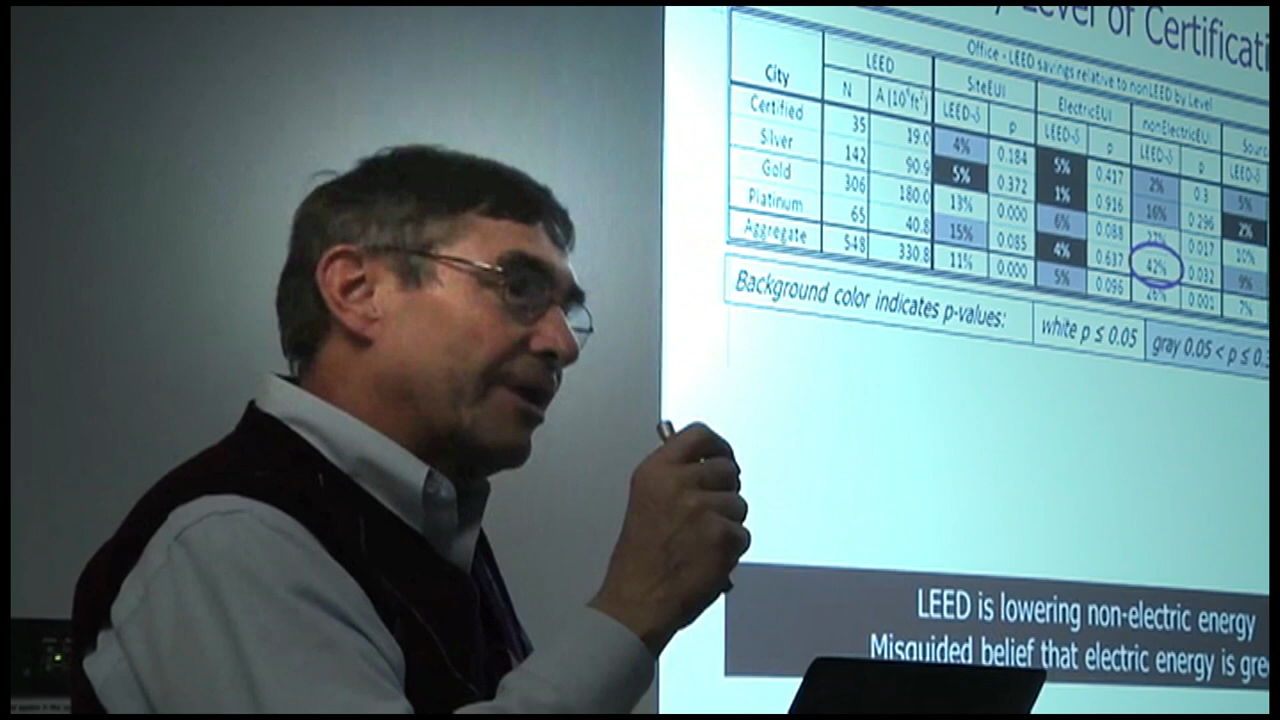 Level of Certificati
Office - LEED savings relative to nonLEED by Level
City LEED SiteEUI ElectricEUI nonElectricEUI Sour
N A (10⁶ft²) LEED-δ p LEED-δ p LEED-δ p LEED-
Certified 35 19.0 4% 0.184 5% 0.417 2% 0.3 5%
Silver 142 90.9 5% 0.372 1% 0.916 16% 0.296 2%
Gold 306 180.0 13% 0.000 6% 0.088 0.017 10%
Platinum 65 40.8 15% 0.085 4% 0.637 42% 0.032 9%
Aggregate 548 330.8 11% 0.000 5% 0.096 0.001 7%
Background color indicates p-values: white p ≤ 0.05 gray 0.05 < p ≤ 0.
LEED is lowering non-electric energy
Misguided belief that electric energy is gre